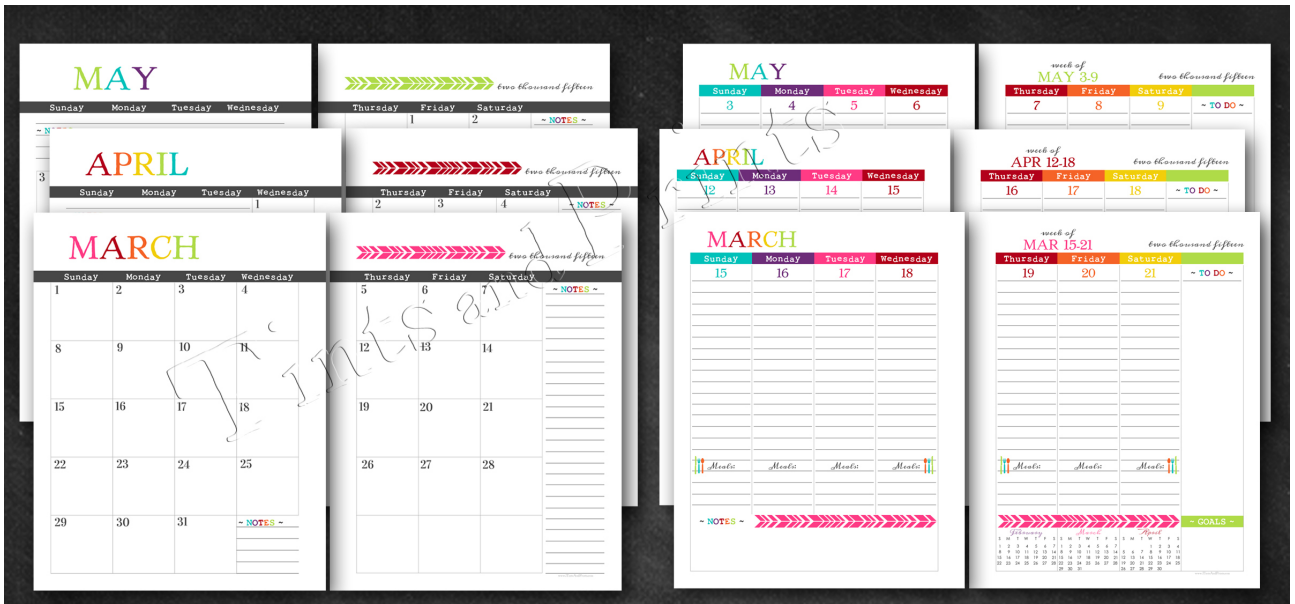 MAY
two thousand fifteen
Sunday Monday Tuesday Wednesday
Thursday Friday Saturday
1 2 ~ NOTES ~
3
APRIL
two thousand fifteen
Sunday Monday Tuesday Wednesday
Thursday Friday Saturday
1
2 3 4 ~ NOTES ~
MARCH
two thousand fifteen
Sunday Monday Tuesday Wednesday
Thursday Friday Saturday
1 2 3 4
5 6 7 ~ NOTES ~
8 9 10 11
12 13 14
15 16 17 18
19 20 21
22 23 24 25
26 27 28
29 30 31 ~ NOTES ~
MAY
week of
MAY 3-9
two thousand fifteen
Sunday Monday Tuesday Wednesday
Thursday Friday Saturday
3 4 5 6
7 8 9 ~ TO DO ~
APRIL
week of
APR 12-18
two thousand fifteen
Sunday Monday Tuesday Wednesday
Thursday Friday Saturday
12 13 14 15
16 17 18 ~ TO DO ~
MARCH
week of
MAR 15-21
two thousand fifteen
Sunday Monday Tuesday Wednesday
Thursday Friday Saturday
15 16 17 18
19 20 21 ~ TO DO ~
Meals: Meals: Meals: Meals:
Meals: Meals: Meals:
~ NOTES ~
~ GOALS ~
February March April
S M T W T F S S M T W T F S S M T W T F S
Tints and Prints